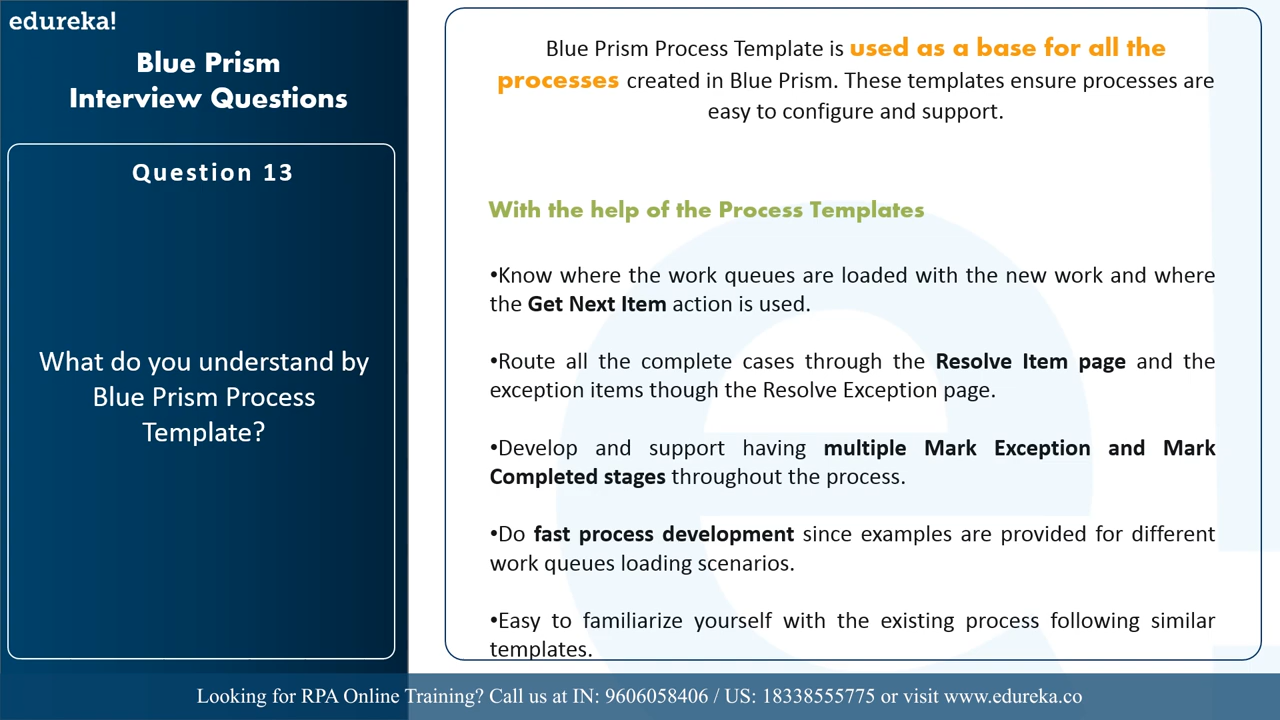 edureka!
Blue Prism
Interview Questions
Question 13
What do you understand by
Blue Prism Process
Template?
Blue Prism Process Template is used as a base for all the
processes created in Blue Prism. These templates ensure processes are
easy to configure and support.
With the help of the Process Templates
•Know where the work queues are loaded with the new work and where
the Get Next Item action is used.
•Route all the complete cases through the Resolve Item page and the
exception items though the Resolve Exception page.
•Develop and support having multiple Mark Exception and Mark
Completed stages throughout the process.
•Do fast process development since examples are provided for different
work queues loading scenarios.
•Easy to familiarize yourself with the existing process following similar
templates.
Looking for RPA Online Training? Call us at IN: 9606058406 / US: 18338555775 or visit www.edureka.co